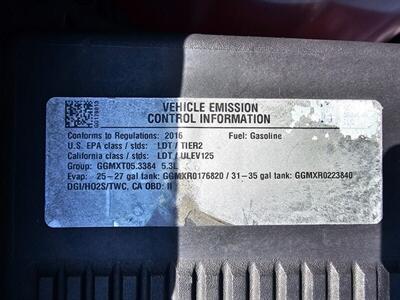 VEHICLE EMISSION
CONTROL INFORMATION
Conforms to Regulations: 2016 Fuel: Gasoline
U.S. EPA class / stds: LDT / TIER2
California class / stds: LDT / ULEV125
Group: GGMXT05.3384 5.3L
Evap: 25-27 gal tank: GGMXR0176820 / 31-35 gal tank: GGMXR0223840
DGI/HO2S/TWC, CA OBD: II